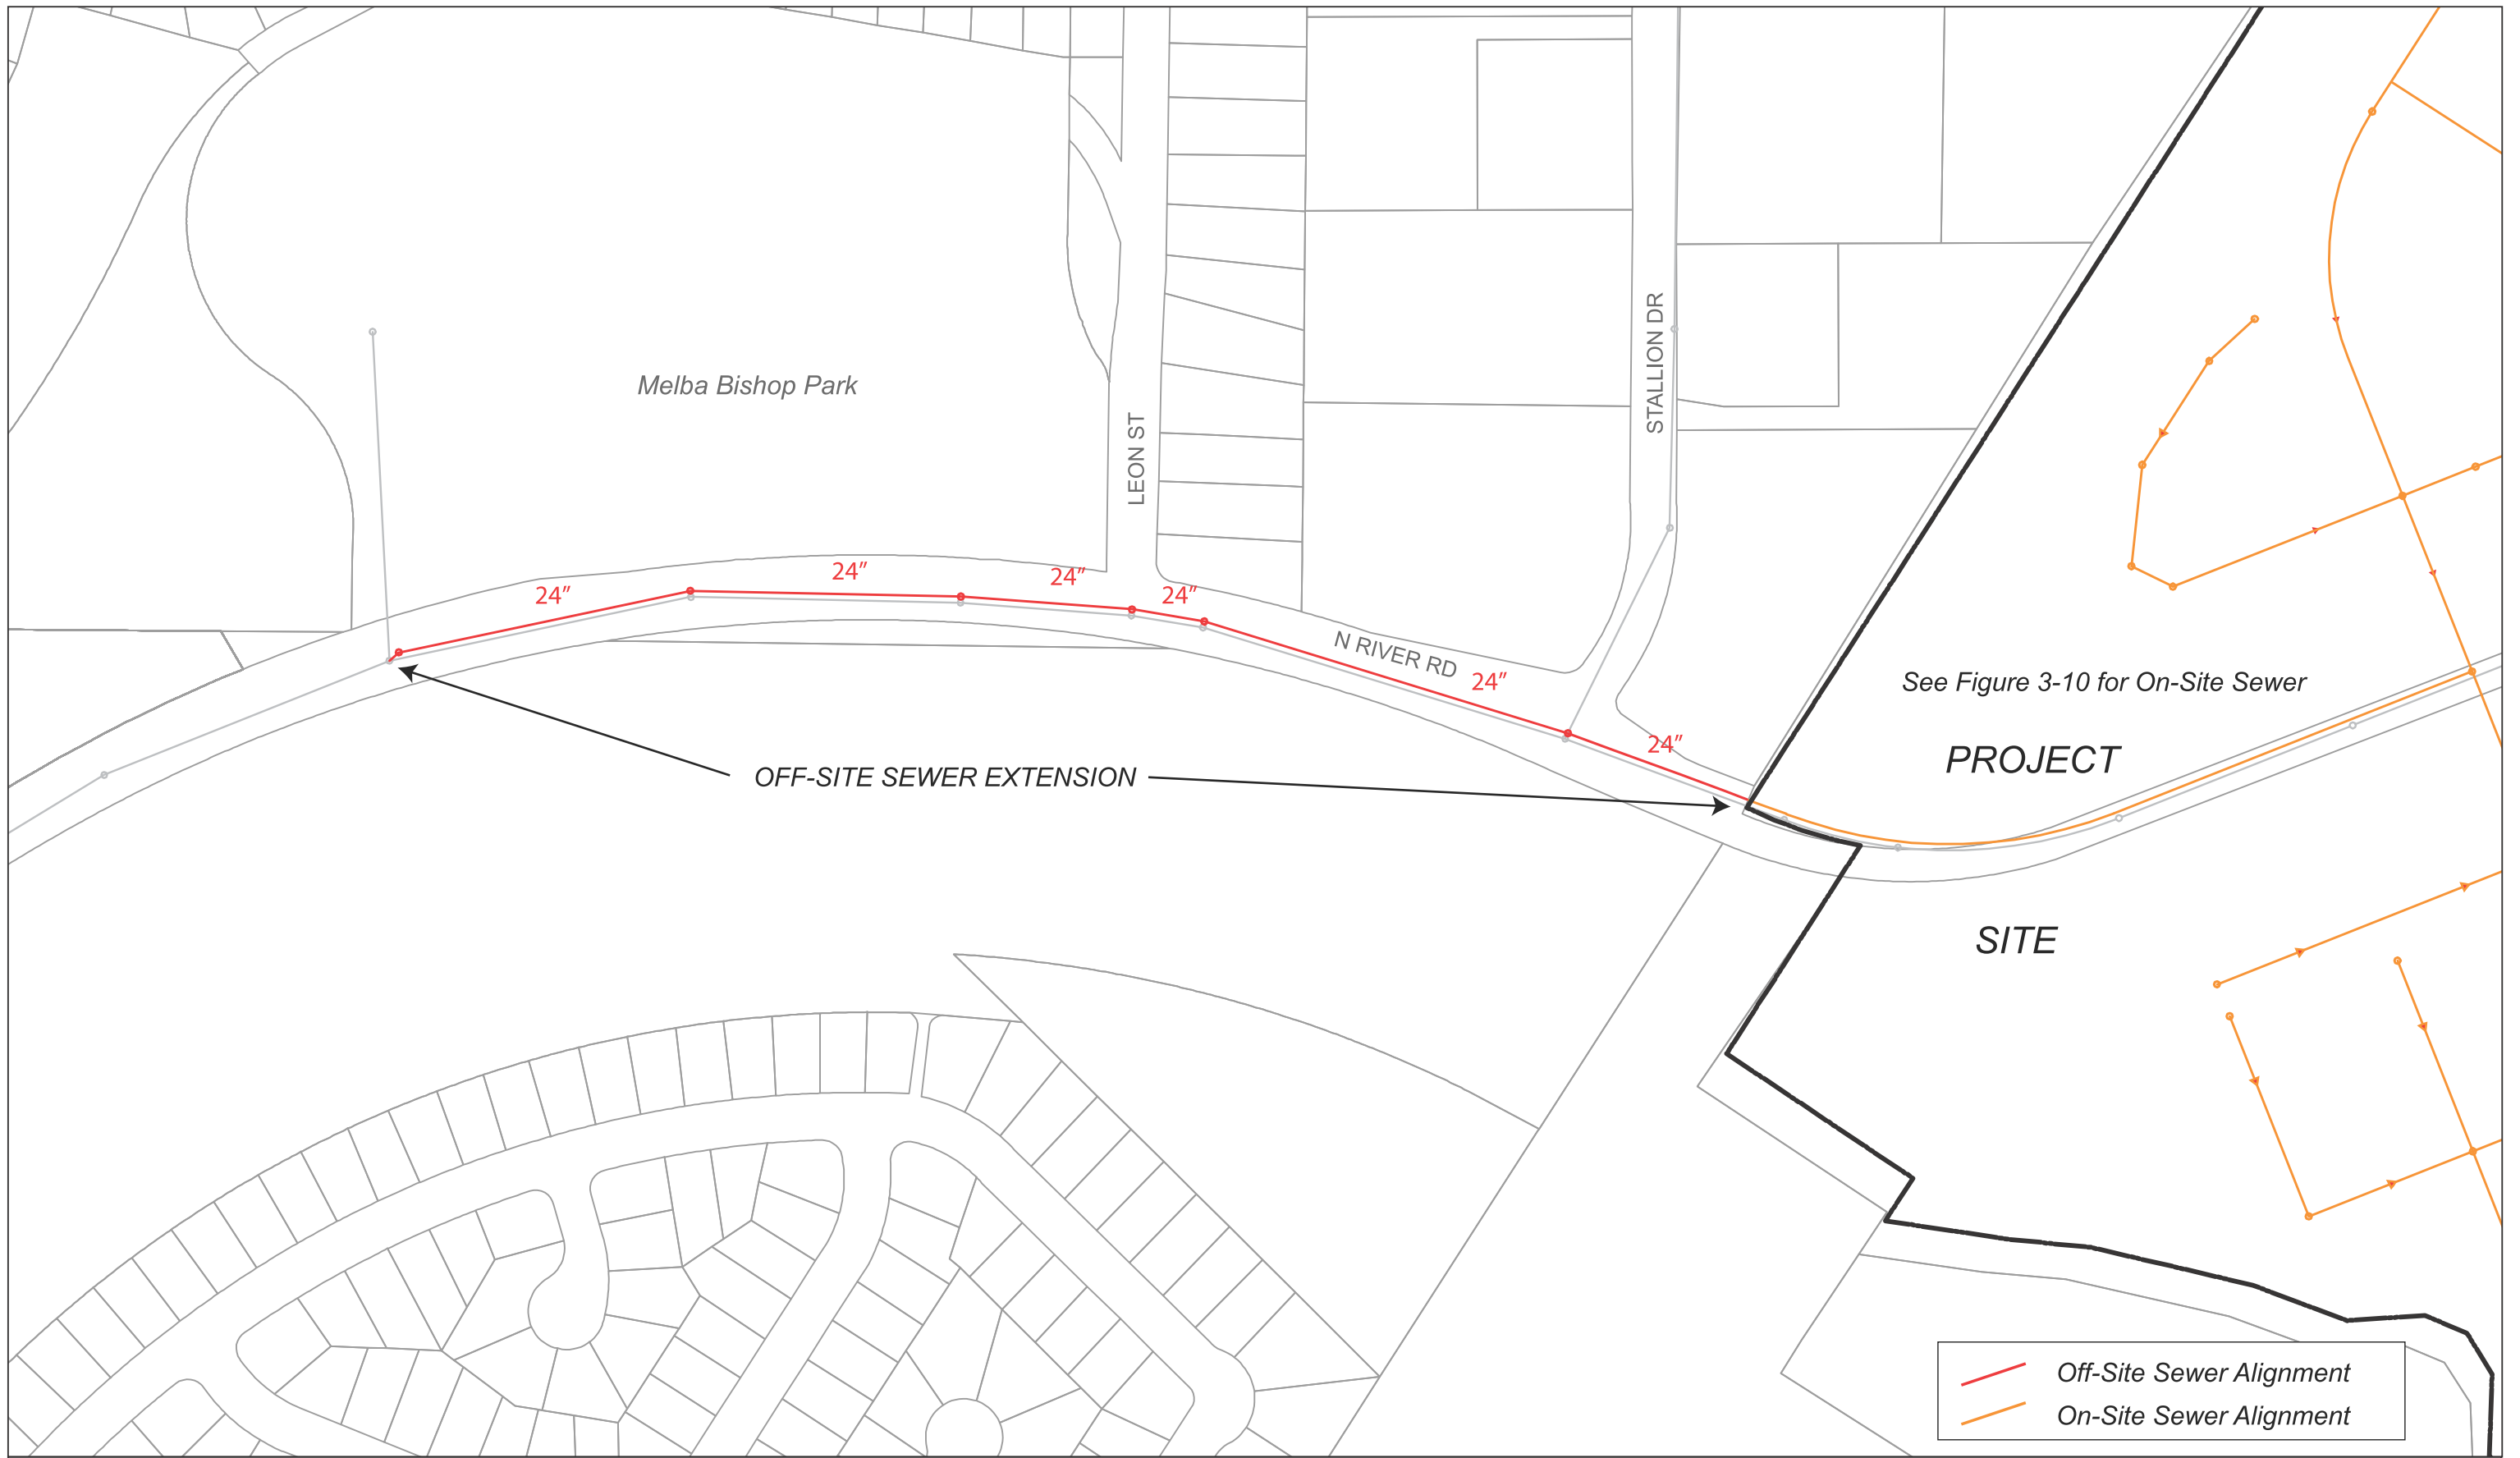 Melba Bishop Park
LEON ST
STALLION DR
24”
24”
24”
24”
N RIVER RD
24”
24”
See Figure 3-10 for On-Site Sewer
PROJECT
OFF-SITE SEWER EXTENSION
SITE
Off-Site Sewer Alignment
On-Site Sewer Alignment